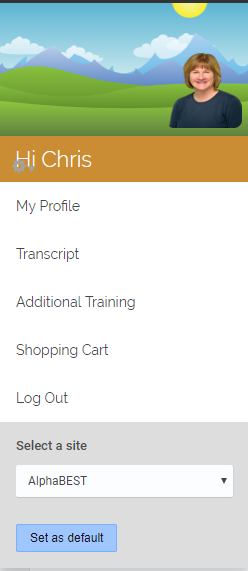 Hi Chris
My Profile
Transcript
Additional Training
Shopping Cart
Log Out
Select a site
AlphaBEST
Set as default